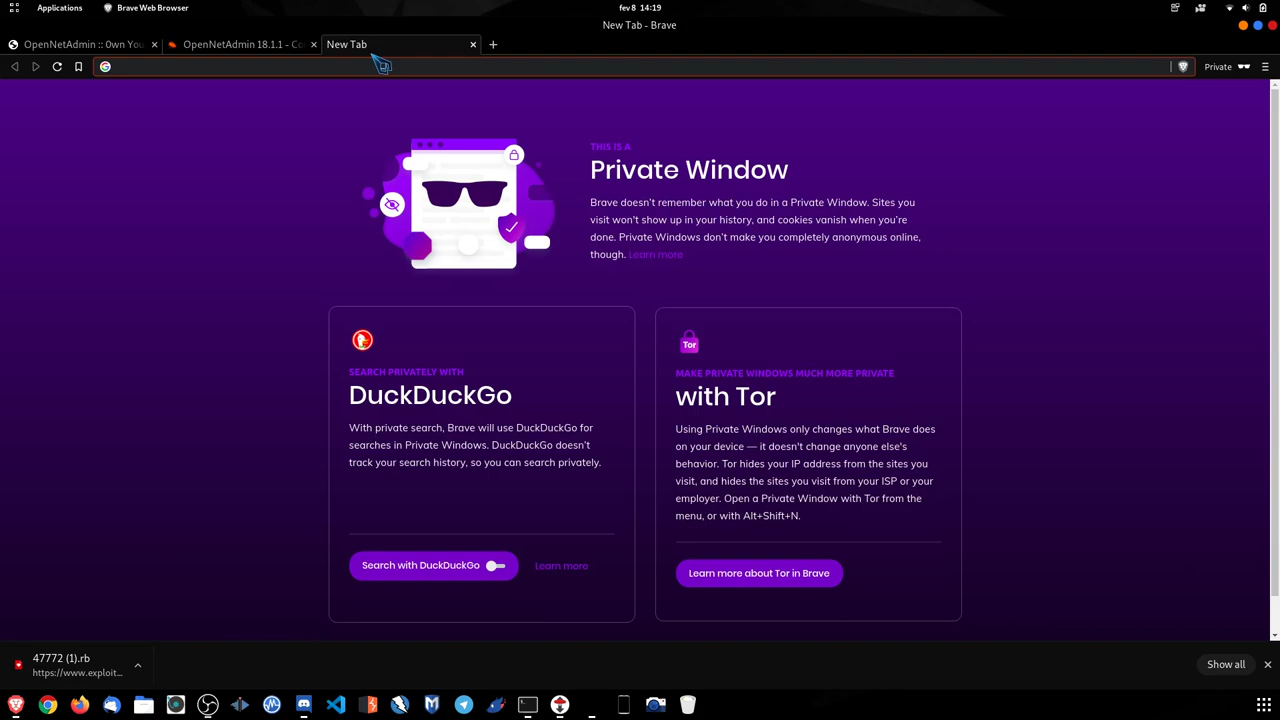 Applications
Brave Web Browser
fev 8 14:19
New Tab - Brave
OpenNetAdmin :: 0wn You
OpenNetAdmin 18.1.1 - Co
New Tab
Private
THIS IS A
Private Window
Brave doesn't remember what you do in a Private Window. Sites you
visit won't show up in your history, and cookies vanish when you're
done. Private Windows don't make you completely anonymous online,
though. Learn more
SEARCH PRIVATELY WITH
DuckDuckGo
With private search, Brave will use DuckDuckGo for
searches in Private Windows. DuckDuckGo doesn't
track your search history, so you can search privately.
Search with DuckDuckGo
Learn more
Tor
MAKE PRIVATE WINDOWS MUCH MORE PRIVATE
with Tor
Using Private Windows only changes what Brave does
on your device — it doesn't change anyone else's
behavior. Tor hides your IP address from the sites you
visit, and hides the sites you visit from your ISP or your
employer. Open a Private Window with Tor from the
menu, or with Alt+Shift+N.
Learn more about Tor in Brave
47772 (1).rb
https://www.exploit...
Show all